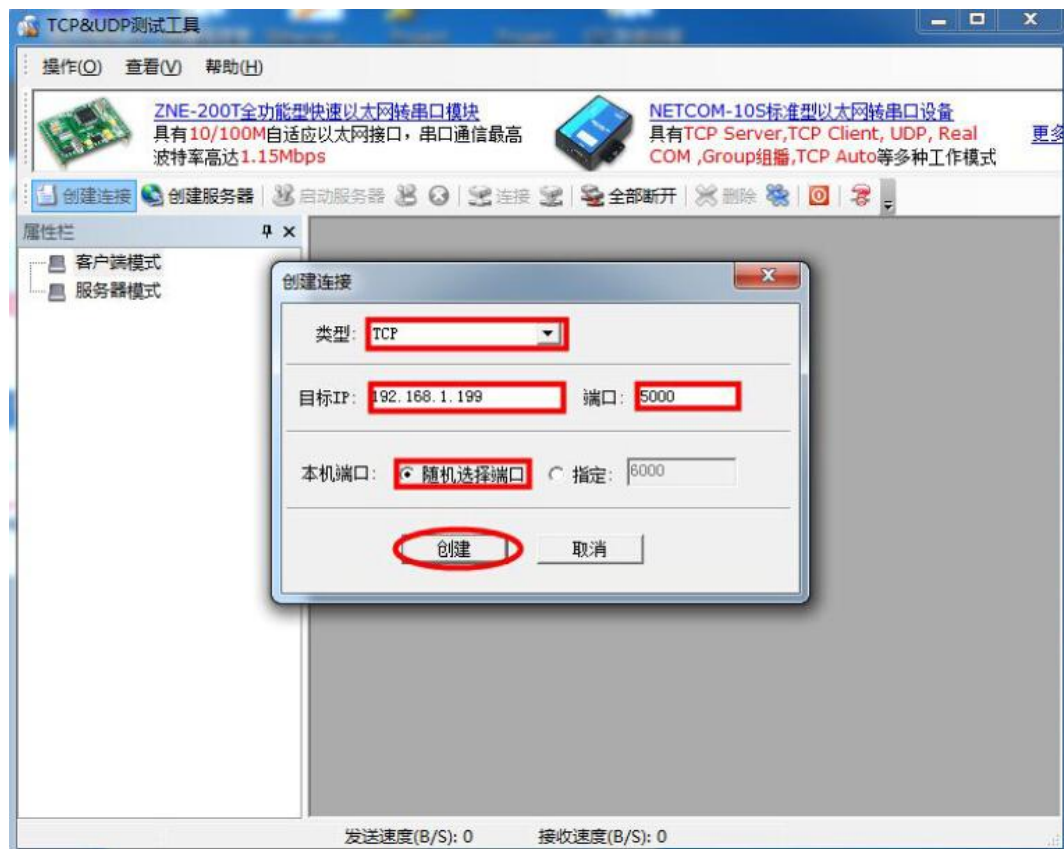 TCP&UDP测试工具
操作(O) 查看(V) 帮助(H)
ZNE-200T全功能型快速以太网转串口模块
具有10/100M自适应以太网接口，串口通信最高
波特率高达1.15Mbps
NETCOM-10S标准型以太网转串口设备
具有TCP Server,TCP Client, UDP, Real
COM ,Group组播,TCP Auto等多种工作模式
更多
创建连接 创建服务器 启动服务器 连接 全部断开 删除
属性栏
客户端模式
服务器模式
创建连接
类型: TCP
目标IP: 192.168.1.199 端口: 5000
本机端口: 随机选择端口 指定: 6000
创建 取消
发送速度(B/S): 0 接收速度(B/S): 0